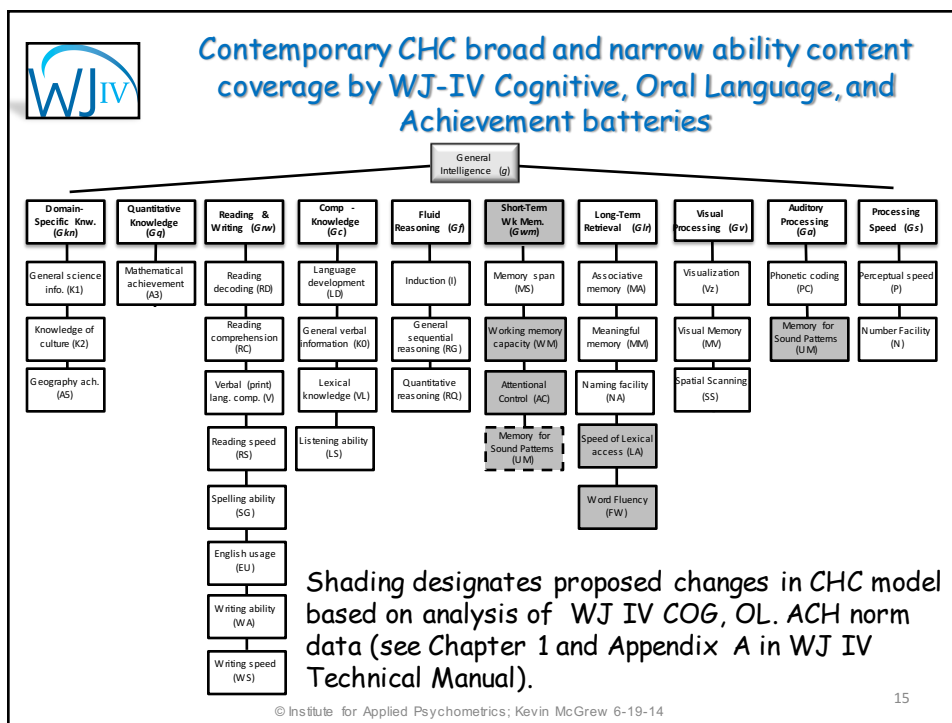 WJ IV
Contemporary CHC broad and narrow ability content
coverage by WJ-IV Cognitive, Oral Language, and
Achievement batteries
General
Intelligence (g)
Domain-
Specific Knw.
(Gkn)
General science
info. (K1)
Knowledge of
culture (K2)
Geography ach.
(A5)
Quantitative
Knowledge
(Gq)
Mathematical
achievement (A3)
Reading &
Writing (Grw)
Reading
decoding (RD)
Reading
comprehension
(RC)
Verbal (print)
lang. comp. (V)
Reading speed
(RS)
Spelling ability
(SG)
English usage
(EU)
Writing ability
(WA)
Writing speed
(WS)
Comp -
Knowledge
(Gc)
Language
development
(LD)
General verbal
information (K0)
Lexical
knowledge (VL)
Listening ability
(LS)
Fluid
Reasoning (Gf)
Induction (I)
General
sequential
reasoning (RG)
Quantitative
reasoning (RQ)
Short-Term
Wk Mem.
(Gwm)
Memory span
(MS)
Working memory
capacity (WM)
Attentional
Control (AC)
Memory for
Sound Patterns
(UM)
Long-Term
Retrieval (Glr)
Associative
memory (MA)
Meaningful
memory (MM)
Naming facility
(NA)
Speed of Lexical
access (LA)
Word Fluency
(FW)
Visual
Processing (Gv)
Visualization
(Vz)
Visual Memory
(MV)
Spatial Scanning
(SS)
Auditory
Processing
(Ga)
Phonetic coding
(PC)
Memory for
Sound Patterns
(UM)
Processing
Speed (Gs)
Perceptual speed
(P)
Number Facility
(N)
Shading designates proposed changes in CHC model
based on analysis of WJ IV COG, OL. ACH norm
data (see Chapter 1 and Appendix A in WJ IV
Technical Manual).
15
© Institute for Applied Psychometrics; Kevin McGrew 6-19-14